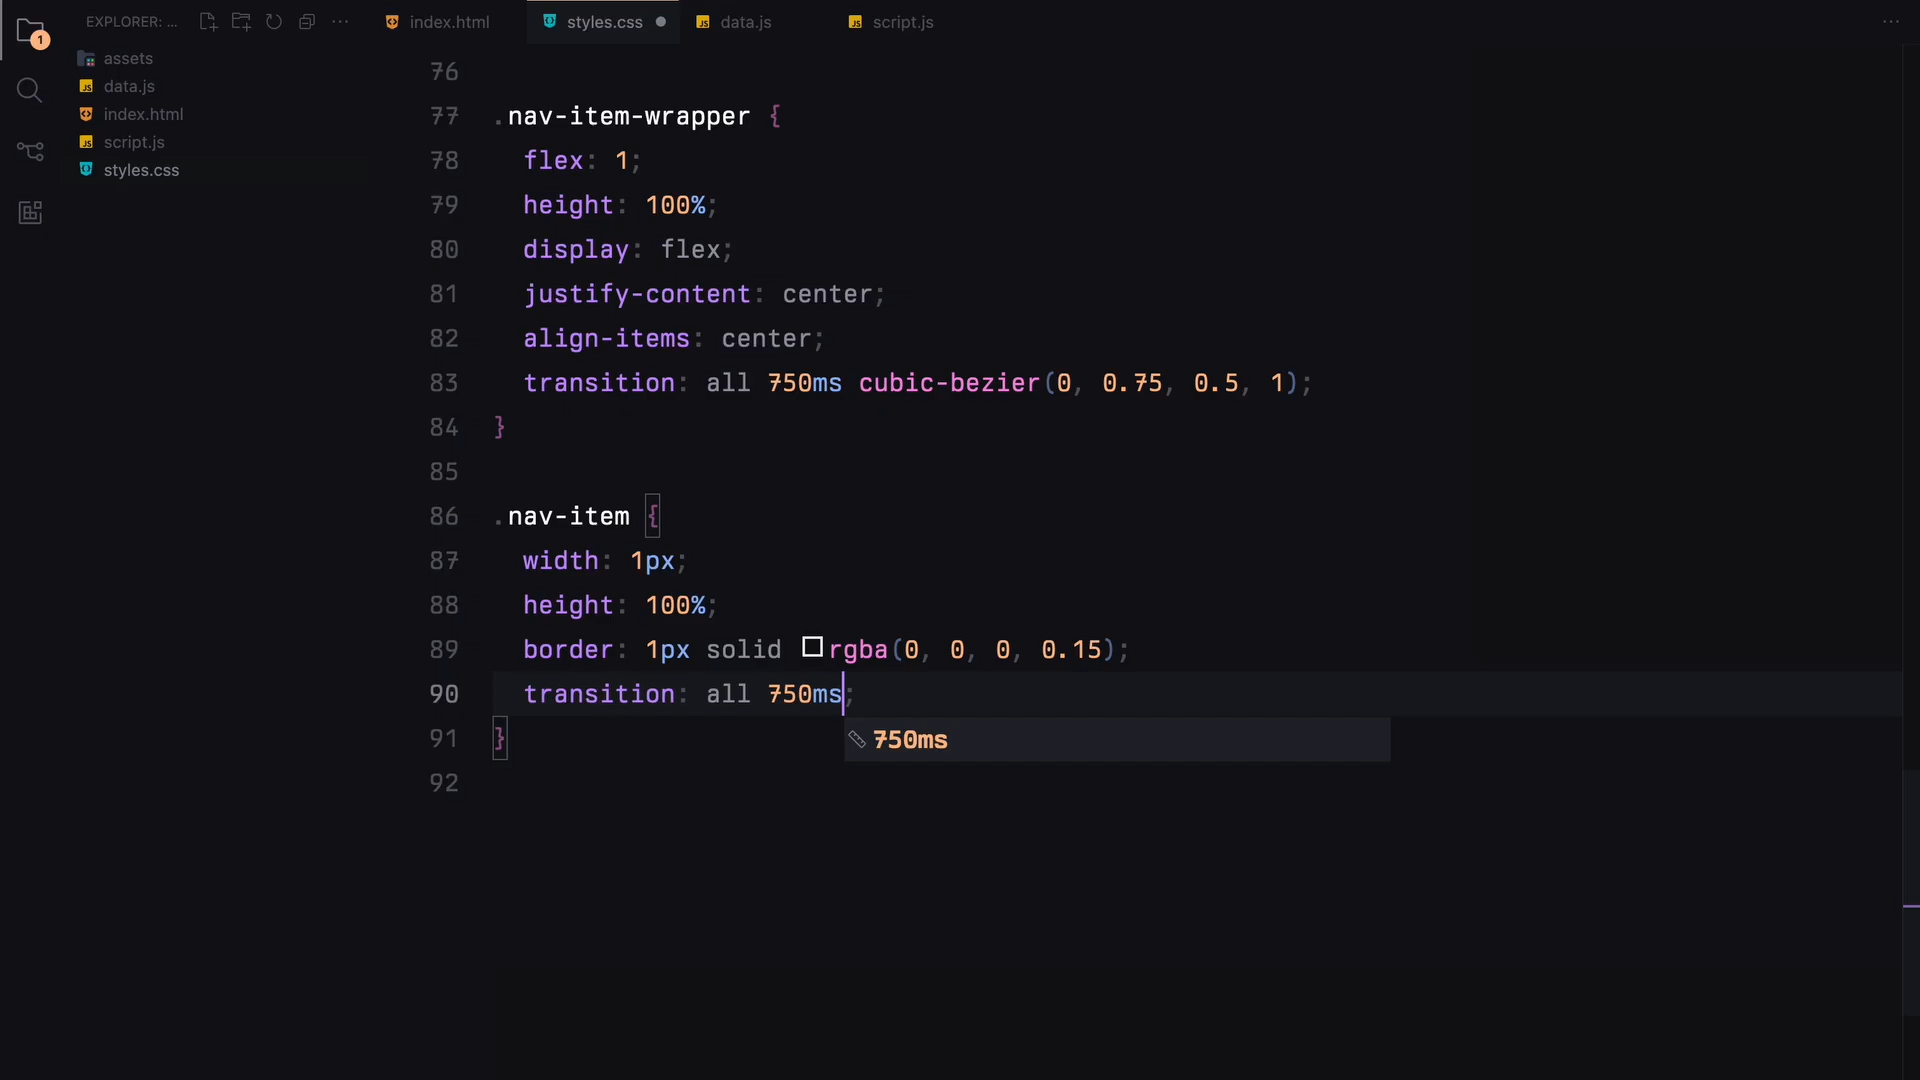 EXPLORER: ...
index.html
styles.css
data.js
script.js
1
assets
data.js
index.html
script.js
styles.css
76
77 .nav-item-wrapper {
78 flex: 1;
79 height: 100%;
80 display: flex;
81 justify-content: center;
82 align-items: center;
83 transition: all 750ms cubic-bezier(0, 0.75, 0.5, 1);
84 }
85
86 .nav-item {
87 width: 1px;
88 height: 100%;
89 border: 1px solid rgba(0, 0, 0, 0.15);
90 transition: all 750ms;
91 }
750ms
92